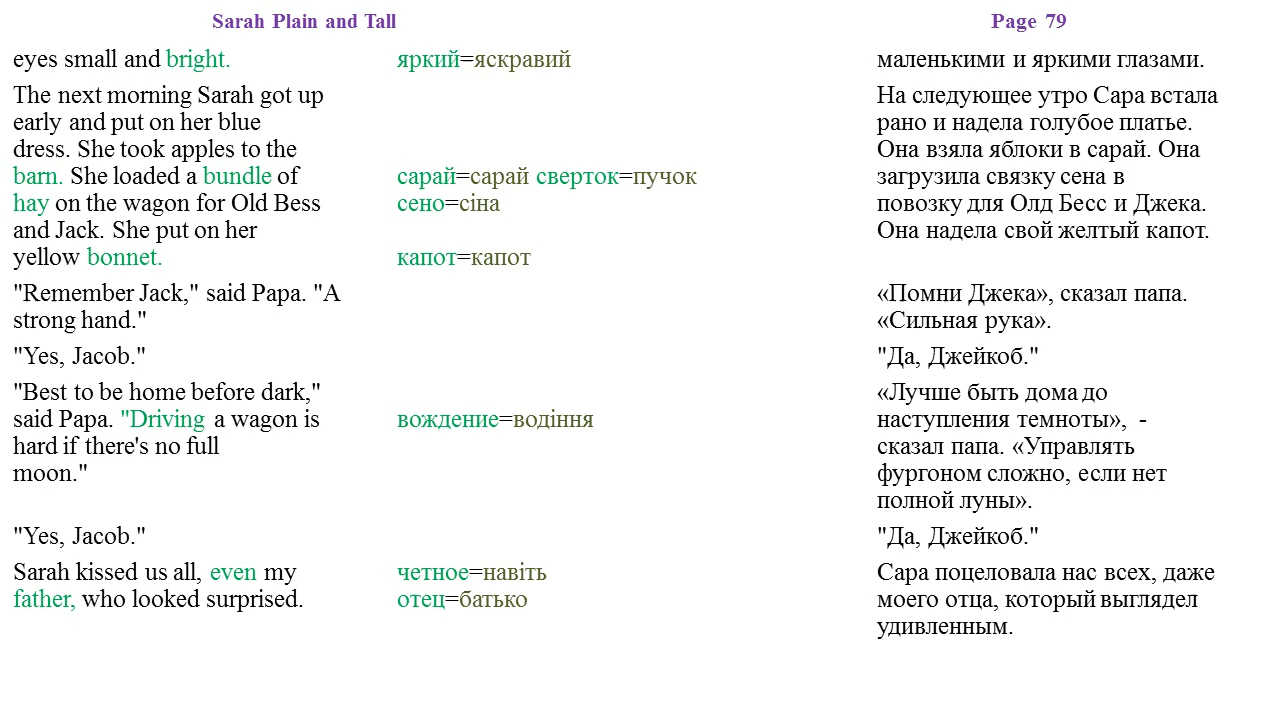 Sarah Plain and Tall
Page 79
eyes small and bright.
яркий=яскравий
маленькими и яркими глазами.
The next morning Sarah got up
early and put on her blue
dress. She took apples to the
barn. She loaded a bundle of
hay on the wagon for Old Bess
and Jack. She put on her
yellow bonnet.
сарай=сарай сверток=пучок
сено=сіна
капот=капот
На следующее утро Сара встала
рано и надела голубое платье.
Она взяла яблоки в сарай. Она
загрузила связку сена в
повозку для Олд Бесс и Джека.
Она надела свой желтый капот.
"Remember Jack," said Papa. "A
strong hand."
«Помни Джека», сказал папа.
«Сильная рука».
"Yes, Jacob."
"Да, Джейкоб."
"Best to be home before dark,"
said Papa. "Driving a wagon is
hard if there's no full
moon."
вождение=водіння
«Лучше быть дома до
наступления темноты», -
сказал папа. «Управлять
фургоном сложно, если нет
полной луны».
"Yes, Jacob."
"Да, Джейкоб."
Sarah kissed us all, even my
father, who looked surprised.
четное=навіть
отец=батько
Сара поцеловала нас всех, даже
моего отца, который выглядел
удивленным.